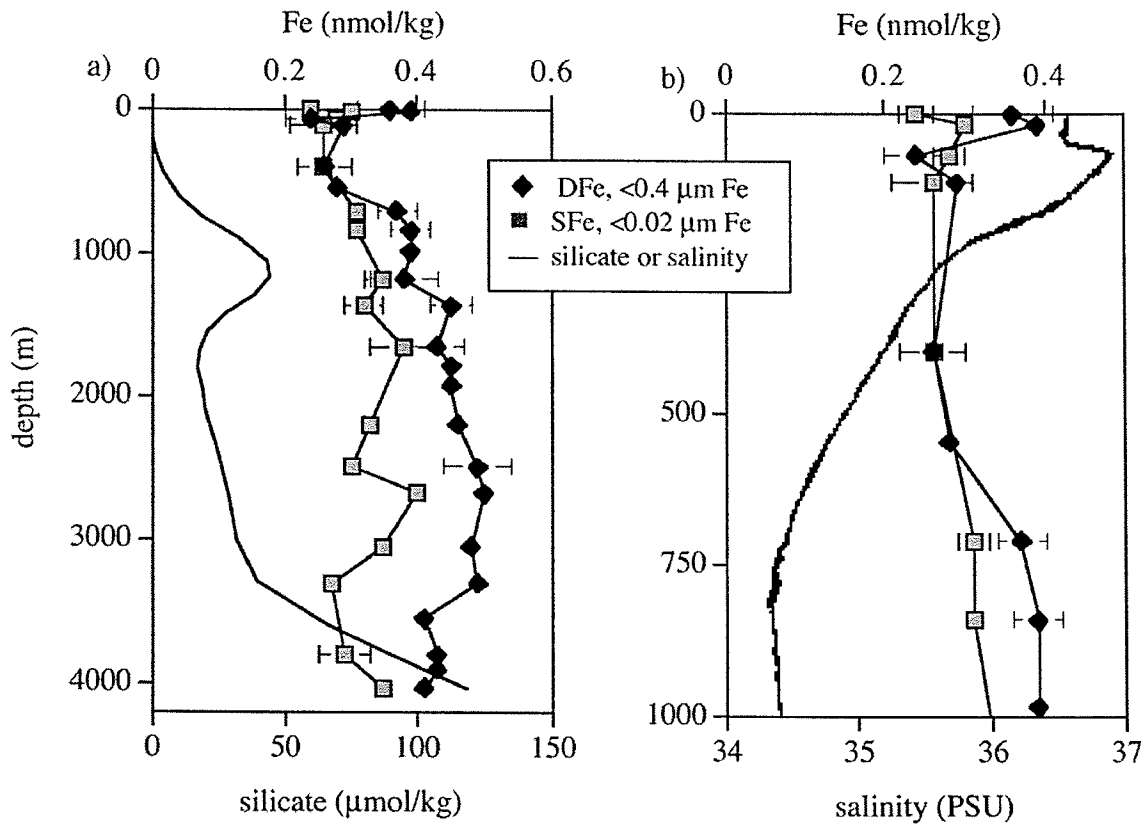 Fe (nmol/kg)
a) 0 0.2 0.4 0.6
0
1000
2000
3000
4000
depth (m)
0 50 100 150
silicate (μmol/kg)
DFe, <0.4 μm Fe
SFe, <0.02 μm Fe
silicate or salinity
Fe (nmol/kg)
b) 0 0.2 0.4
0
500
750
1000
34 35 36 37
salinity (PSU)